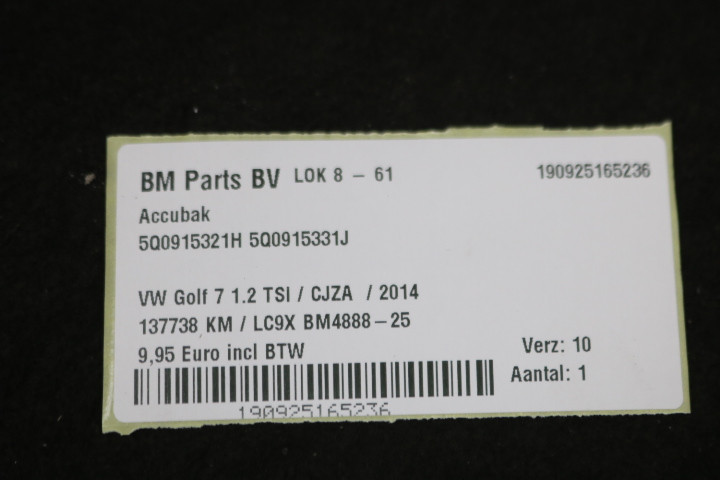 BM Parts BV LOK 8 - 61 190925165236
Accubak
5Q0915321H 5Q0915331J
VW Golf 7 1.2 TSI / CJZA / 2014
137738 KM / LC9X BM4888-25
9,95 Euro incl BTW
Verz: 10
Aantal: 1
190925165236